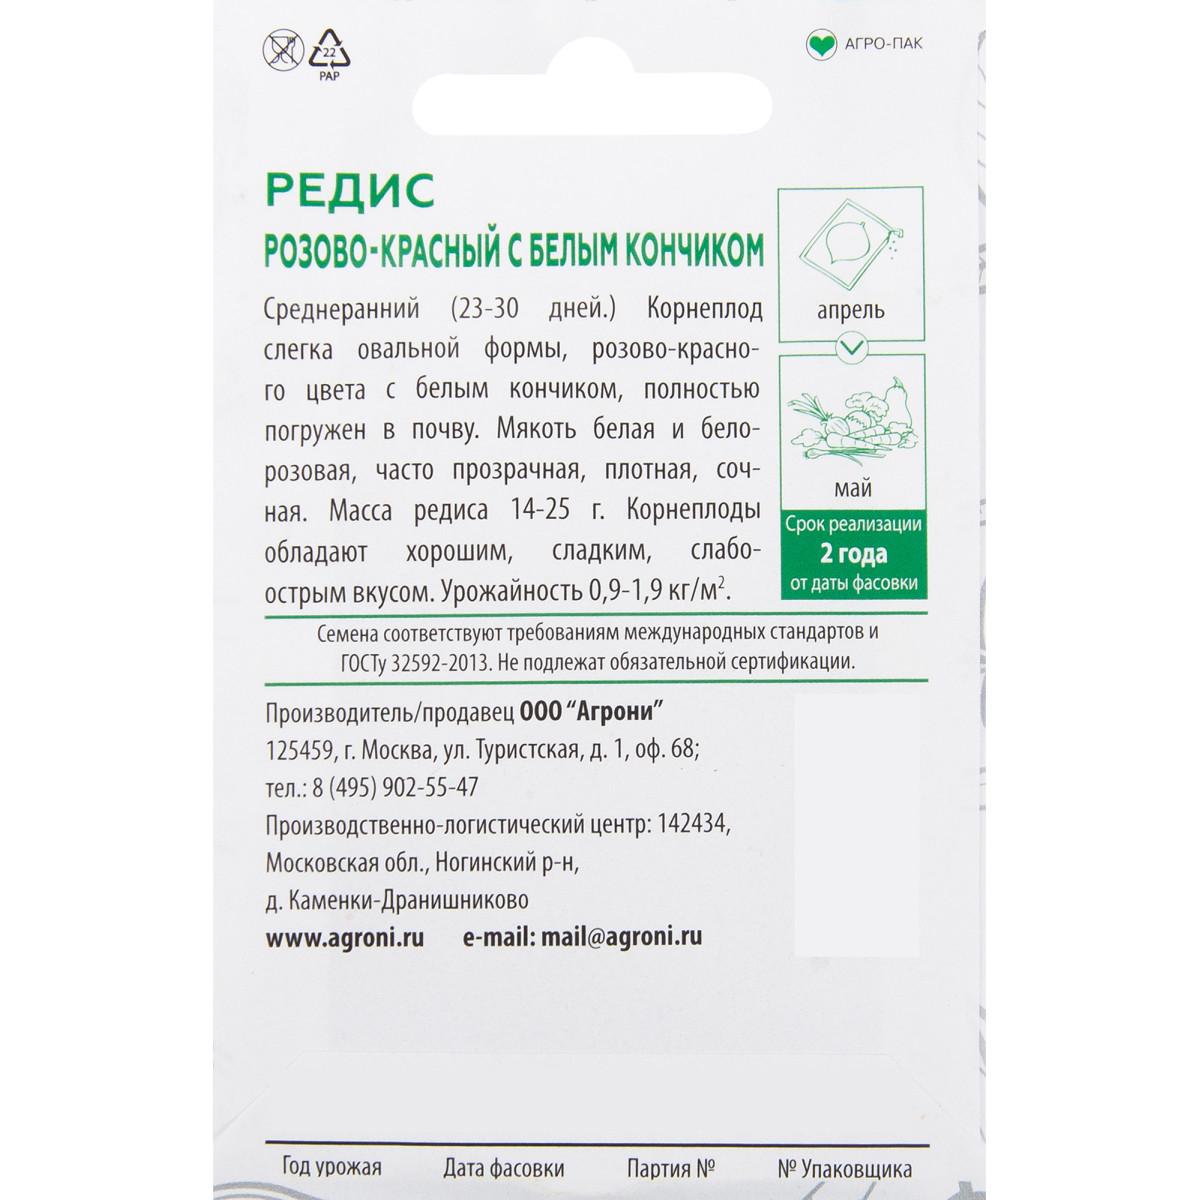 22
PAP
АГРО-ПАК
РЕДИС
РОЗОВО-КРАСНЫЙ С БЕЛЫМ КОНЧИКОМ
Среднеранний (23-30 дней.) Корнеплод
слегка овальной формы, розово-красно-
го цвета с белым кончиком, полностью
погружен в почву. Мякоть белая и бело-
розовая, часто прозрачная, плотная, соч-
ная. Масса редиса 14-25 г. Корнеплоды
обладают хорошим, сладким, слабо-
острым вкусом. Урожайность 0,9-1,9 кг/м².
апрель
май
Срок реализации
2 года
от даты фасовки
Семена соответствуют требованиям международных стандартов и
ГОСТу 32592-2013. Не подлежат обязательной сертификации.
Производитель/продавец ООО "Агрони"
125459, г. Москва, ул. Туристская, д. 1, оф. 68;
тел.: 8 (495) 902-55-47
Производственно-логистический центр: 142434,
Московская обл., Ногинский р-н,
д. Каменки-Дранишниково
www.agroni.ru e-mail: mail@agroni.ru
Год урожая Дата фасовки Партия № № Упаковщика